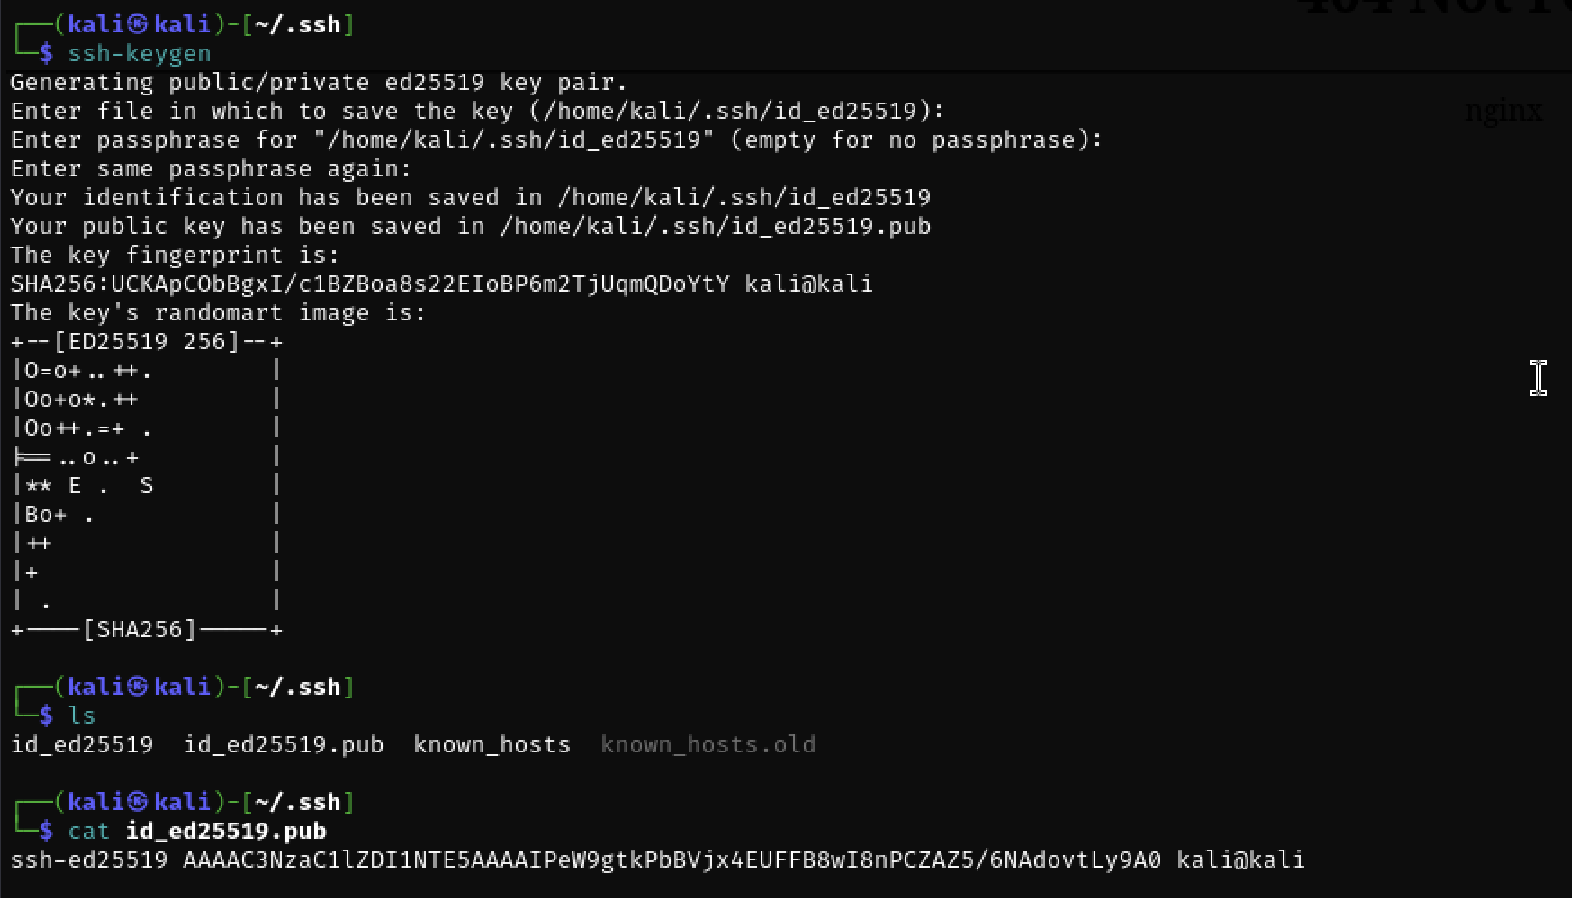 404 Not F
nginx
┌──(kali㉿kali)-[~/.ssh]
└─$ ssh-keygen
Generating public/private ed25519 key pair.
Enter file in which to save the key (/home/kali/.ssh/id_ed25519):
Enter passphrase for "/home/kali/.ssh/id_ed25519" (empty for no passphrase):
Enter same passphrase again:
Your identification has been saved in /home/kali/.ssh/id_ed25519
Your public key has been saved in /home/kali/.ssh/id_ed25519.pub
The key fingerprint is:
SHA256:UCKApCObBgxI/c1BZBoa8s22EIoBP6m2TjUqmQDoYtY kali@kali
The key's randomart image is:
+--[ED25519 256]--+
|O=o+..++.        |
|Oo+o*.++         |
|Oo++.=+ .        |
|==..o..+         |
|** E .  S        |
|Bo+ .            |
|++               |
|+                |
| .               |
+----[SHA256]-----+
┌──(kali㉿kali)-[~/.ssh]
└─$ ls
id_ed25519  id_ed25519.pub  known_hosts  known_hosts.old
┌──(kali㉿kali)-[~/.ssh]
└─$ cat id_ed25519.pub
ssh-ed25519 AAAAC3NzaC1lZDI1NTE5AAAAIPeW9gtkPbBVjx4EUFFB8wI8nPCZAZ5/6NAdovtLy9A0 kali@kali